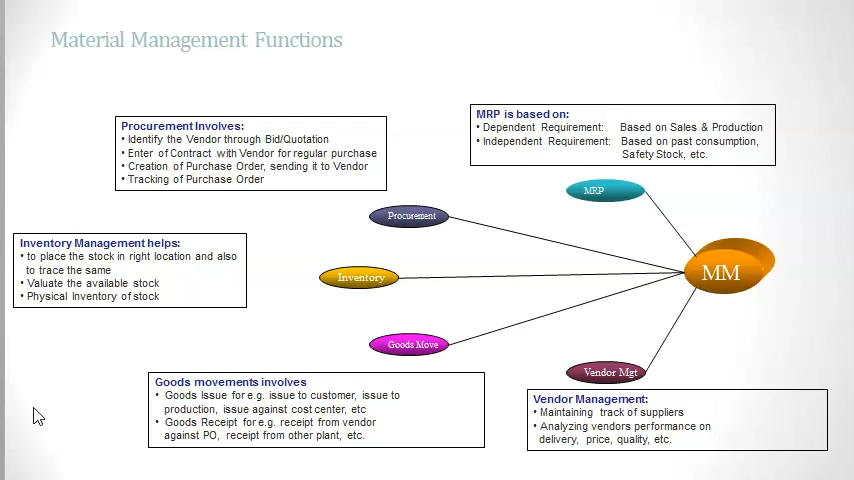 Material Management Functions
MRP is based on:
• Dependent Requirement: Based on Sales & Production
• Independent Requirement: Based on past consumption,
Safety Stock, etc.
Procurement Involves:
• Identify the Vendor through Bid/Quotation
• Enter of Contract with Vendor for regular purchase
• Creation of Purchase Order, sending it to Vendor
• Tracking of Purchase Order
MRP
Procurement
Inventory Management helps:
• to place the stock in right location and also
to trace the same
• Valuate the available stock
• Physical Inventory of stock
Inventory
MM
Goods Move
Vendor Mgt
Goods movements involves
• Goods Issue for e.g. issue to customer, issue to
production, issue against cost center, etc
• Goods Receipt for e.g. receipt from vendor
against PO, receipt from other plant, etc.
Vendor Management:
• Maintaining track of suppliers
• Analyzing vendors performance on
delivery, price, quality, etc.